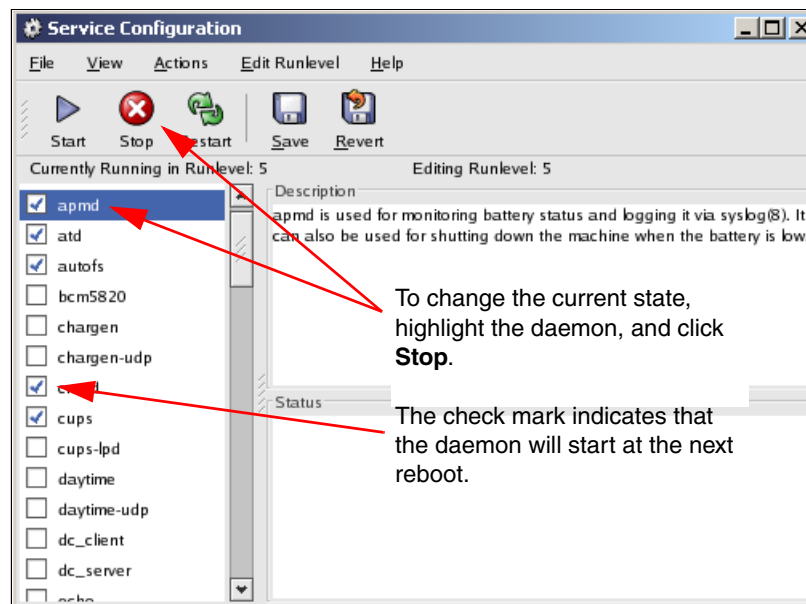 Service Configuration
File View Actions Edit Runlevel Help
Start Stop Restart Save Revert
Currently Running in Runlevel: 5 Editing Runlevel: 5
apmd
atd
autofs
bcm5820
chargen
chargen-udp
cups
cups-lpd
daytime
daytime-udp
dc_client
dc_server
Description
apmd is used for monitoring battery status and logging it via syslog(8). It
can also be used for shutting down the machine when the battery is low
To change the current state,
highlight the daemon, and click
Stop.
Status
The check mark indicates that
the daemon will start at the next
reboot.